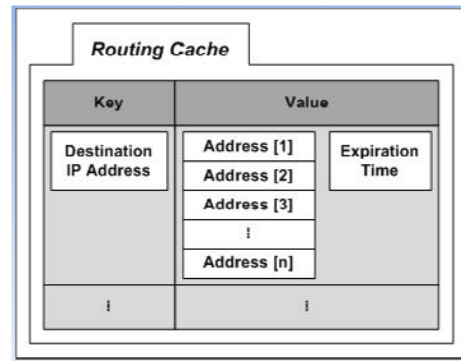 Routing Cache
Key Value
Destination
IP Address
Address [1]
Address [2]
Address [3]
⋮
Address [n]
Expiration
Time
⋮ ⋮